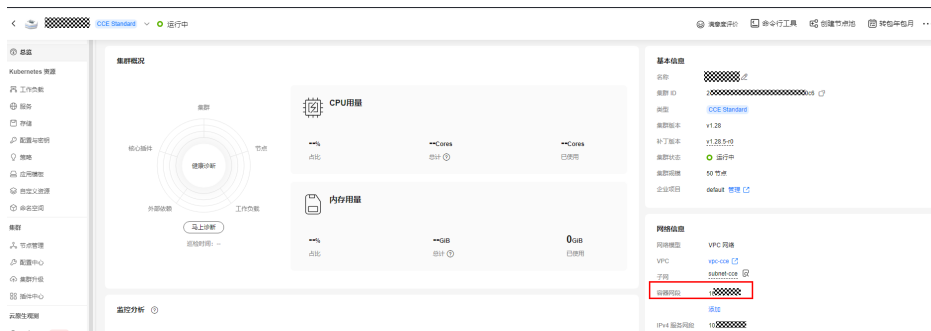 CCE Standard 运行中 满意度评价 命令行工具 创建节点池 转包年包月 ···
总览
Kubernetes 资源
工作负载
服务
存储
配置与密钥
策略
应用模板
自定义资源
命名空间
集群
节点管理
配置中心
集群升级
插件中心
云原生观测
集群概况
集群
核心插件
节点
健康诊断
外部依赖
工作负载
马上诊断
巡检时间：--
CPU用量
--% --Cores --Cores
占比 总计 已使用
内存用量
--% --GiB 0GiB
占比 总计 已使用
监控分析
基本信息
名称
集群 ID 2 0c6
类型 CCE Standard
集群版本 v1.28
补丁版本 v1.28.5-r0
集群状态 运行中
集群规模 50 节点
企业项目 default 管理
网络信息
网络模型 VPC 网络
VPC vpc-cce
子网 subnet-cce
容器网段 10
添加
IPv4 服务网段 10